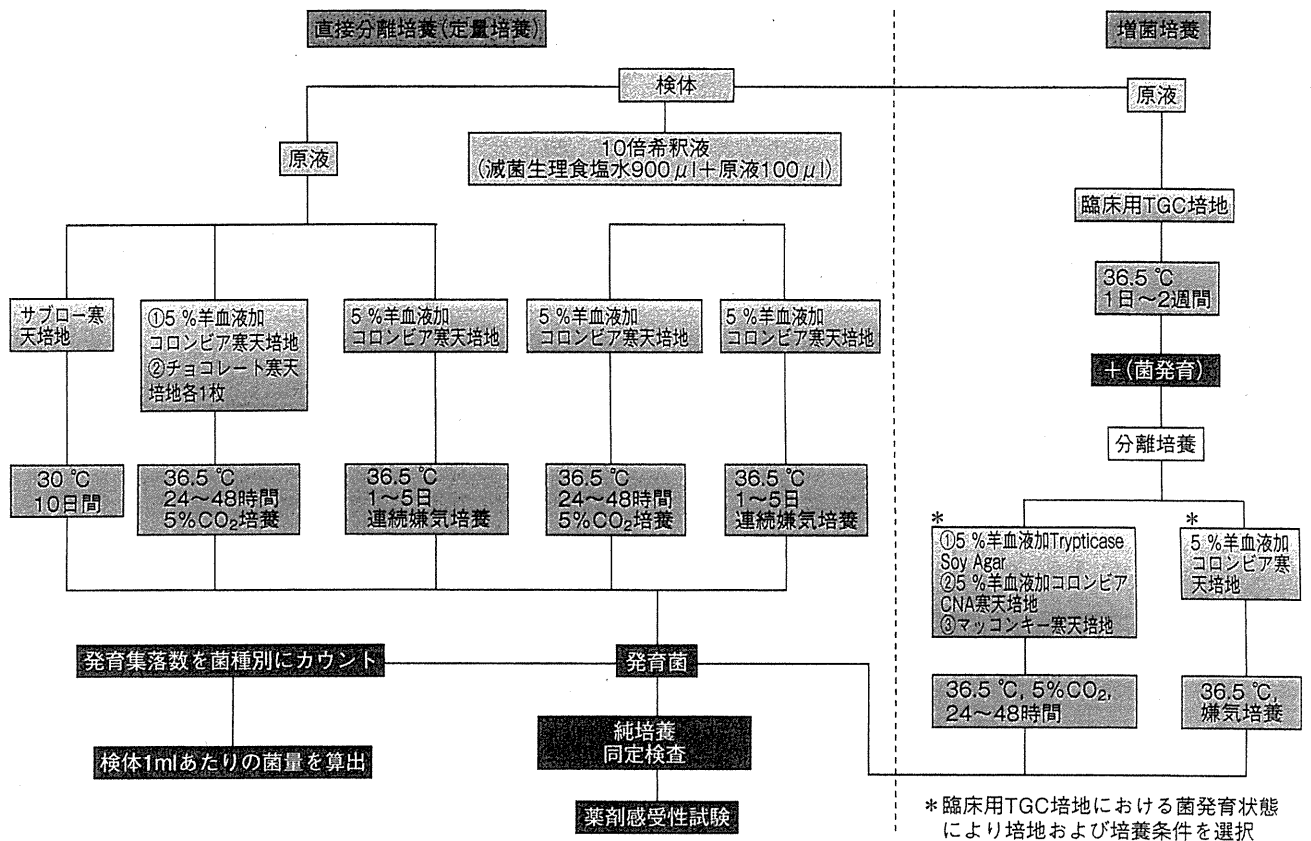 直接分離培養(定量培養)
検体
原液
10倍希釈液
(滅菌生理食塩水900μl+原液100μl)
サブロー寒
天培地
①5 %羊血液加
コロンビア寒天培地
②チョコレート寒天
培地各1枚
5 %羊血液加
コロンビア寒天培地
5 %羊血液加
コロンビア寒天培地
5 %羊血液加
コロンビア寒天培地
30 ℃
10日間
36.5 ℃
24〜48時間
5%CO₂培養
36.5 ℃
1〜5日
連続嫌気培養
36.5 ℃
24〜48時間
5%CO₂培養
36.5 ℃
1〜5日
連続嫌気培養
発育集落数を菌種別にカウント
発育菌
検体1mlあたりの菌量を算出
純培養
同定検査
薬剤感受性試験
増菌培養
原液
臨床用TGC培地
36.5 ℃
1日〜2週間
+(菌発育)
分離培養
*
①5 %羊血液加Trypticase
Soy Agar
②5 %羊血液加コロンビア
CNA寒天培地
③マッコンキー寒天培地
*
5 %羊血液加
コロンビア寒
天培地
36.5 ℃, 5%CO₂,
24〜48時間
36.5 ℃,
嫌気培養
*臨床用TGC培地における菌発育状態
により培地および培養条件を選択